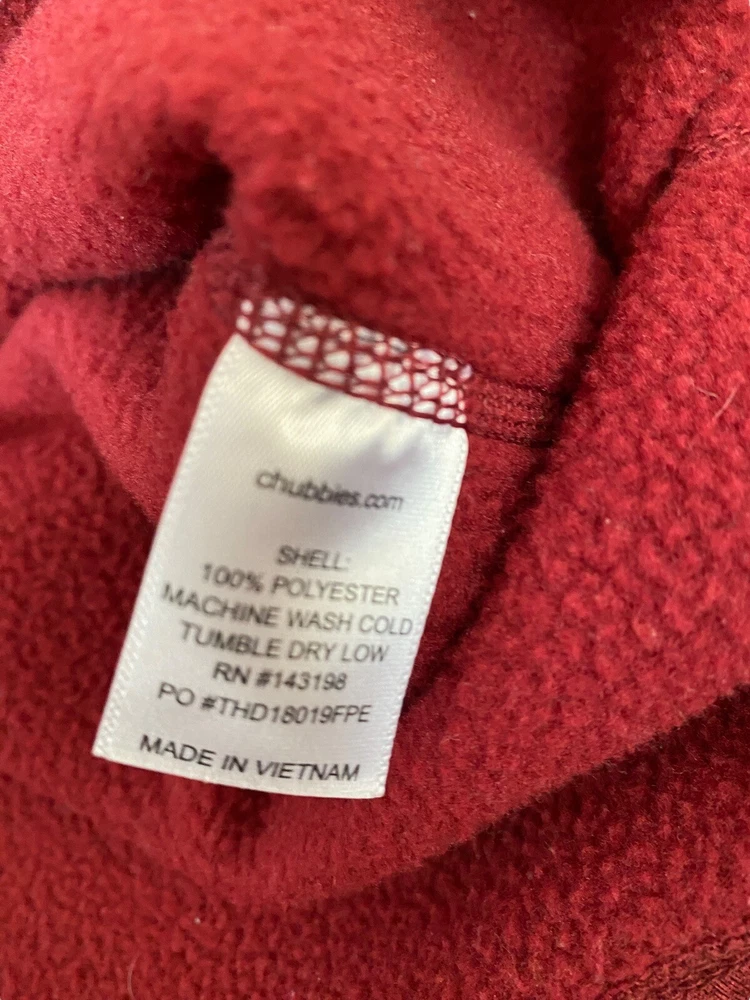 chubbies.com
SHELL:
100% POLYESTER
MACHINE WASH COLD
TUMBLE DRY LOW
RN #143198
PO #THD18019FPE
MADE IN VIETNAM